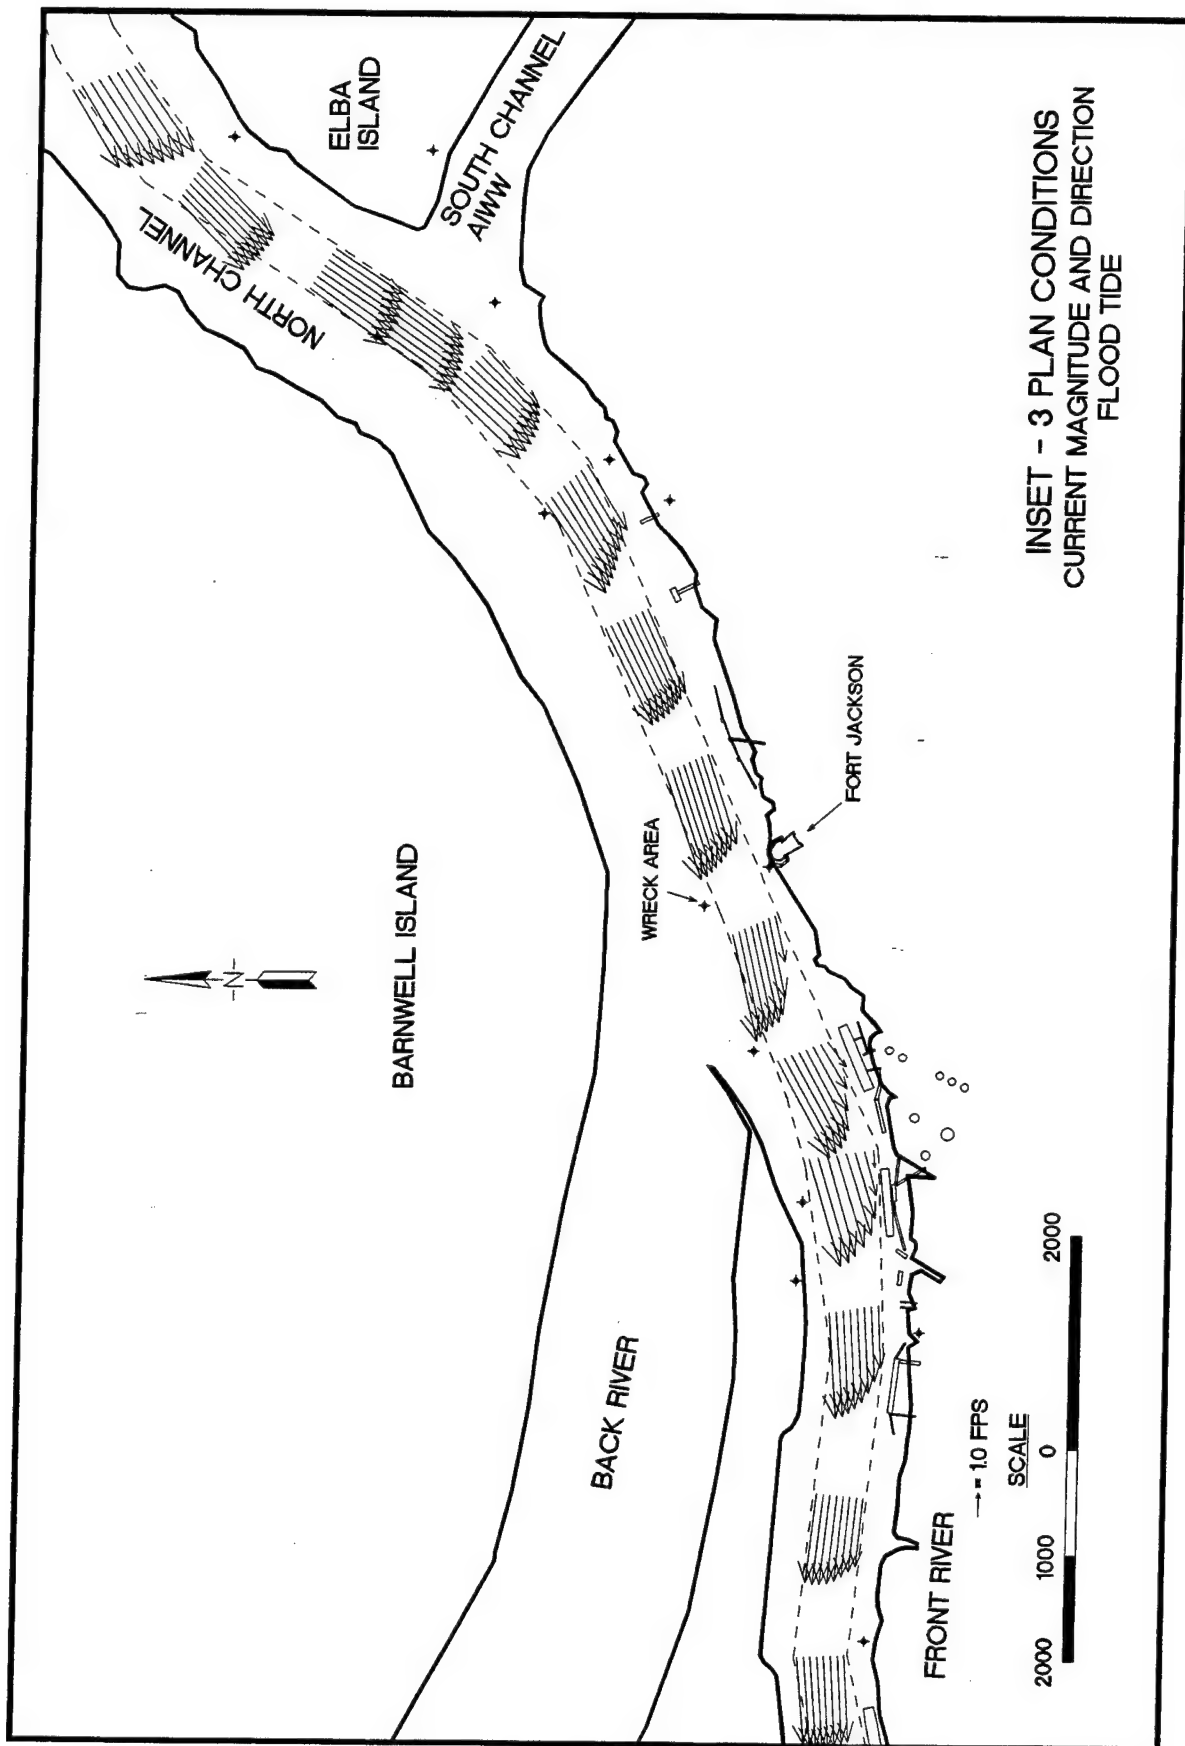 ELBA
ISLAND
SOUTH CHANNEL
AIWW
NORTH CHANNEL
-N-
BARNWELL ISLAND
WRECK AREA
FORT JACKSON
BACK RIVER
FRONT RIVER
= 1.0 FPS
SCALE
2000 1000 0 2000
INSET - 3 PLAN CONDITIONS
CURRENT MAGNITUDE AND DIRECTION
FLOOD TIDE